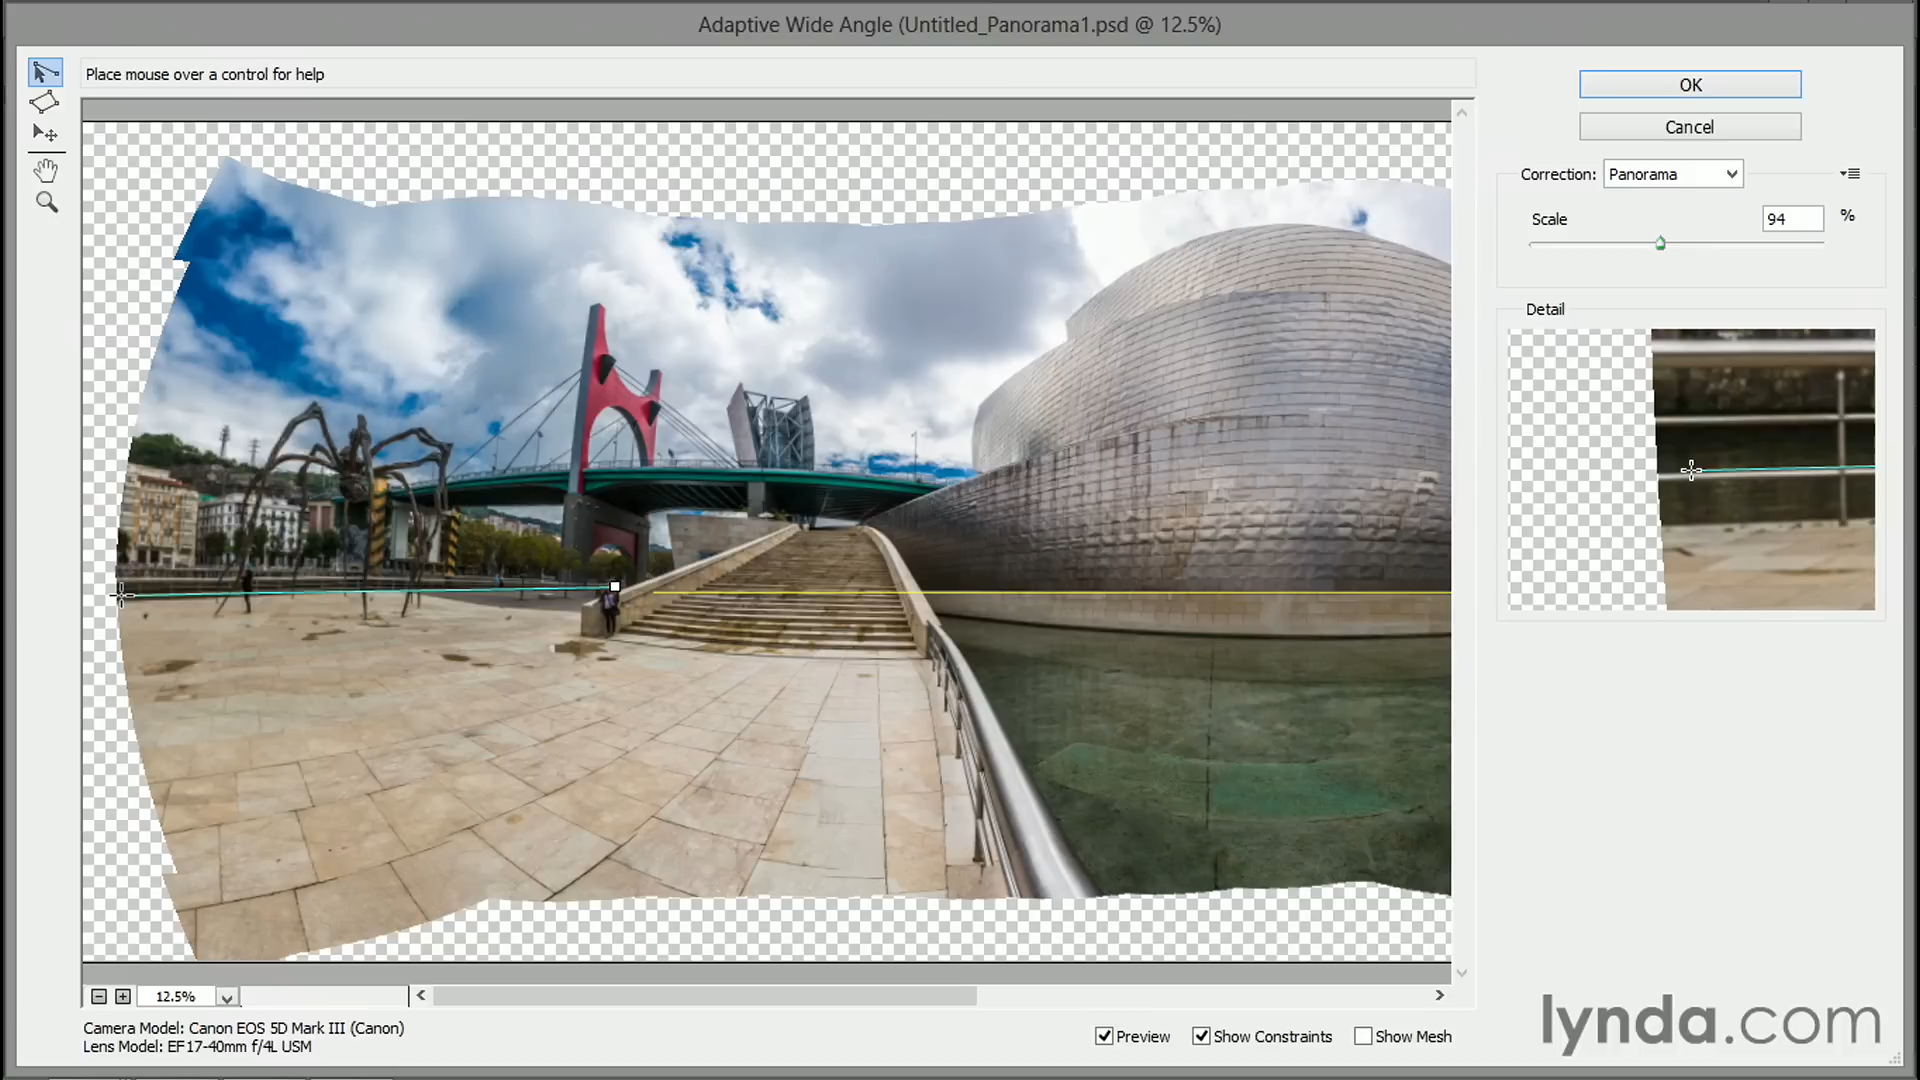 Adaptive Wide Angle (Untitled_Panorama1.psd @ 12.5%)
Place mouse over a control for help
OK
Cancel
Correction: Panorama
Scale 94 %
Detail
12.5%
Camera Model: Canon EOS 5D Mark III (Canon)
Lens Model: EF17-40mm f/4L USM
Preview Show Constraints Show Mesh
lynda.com